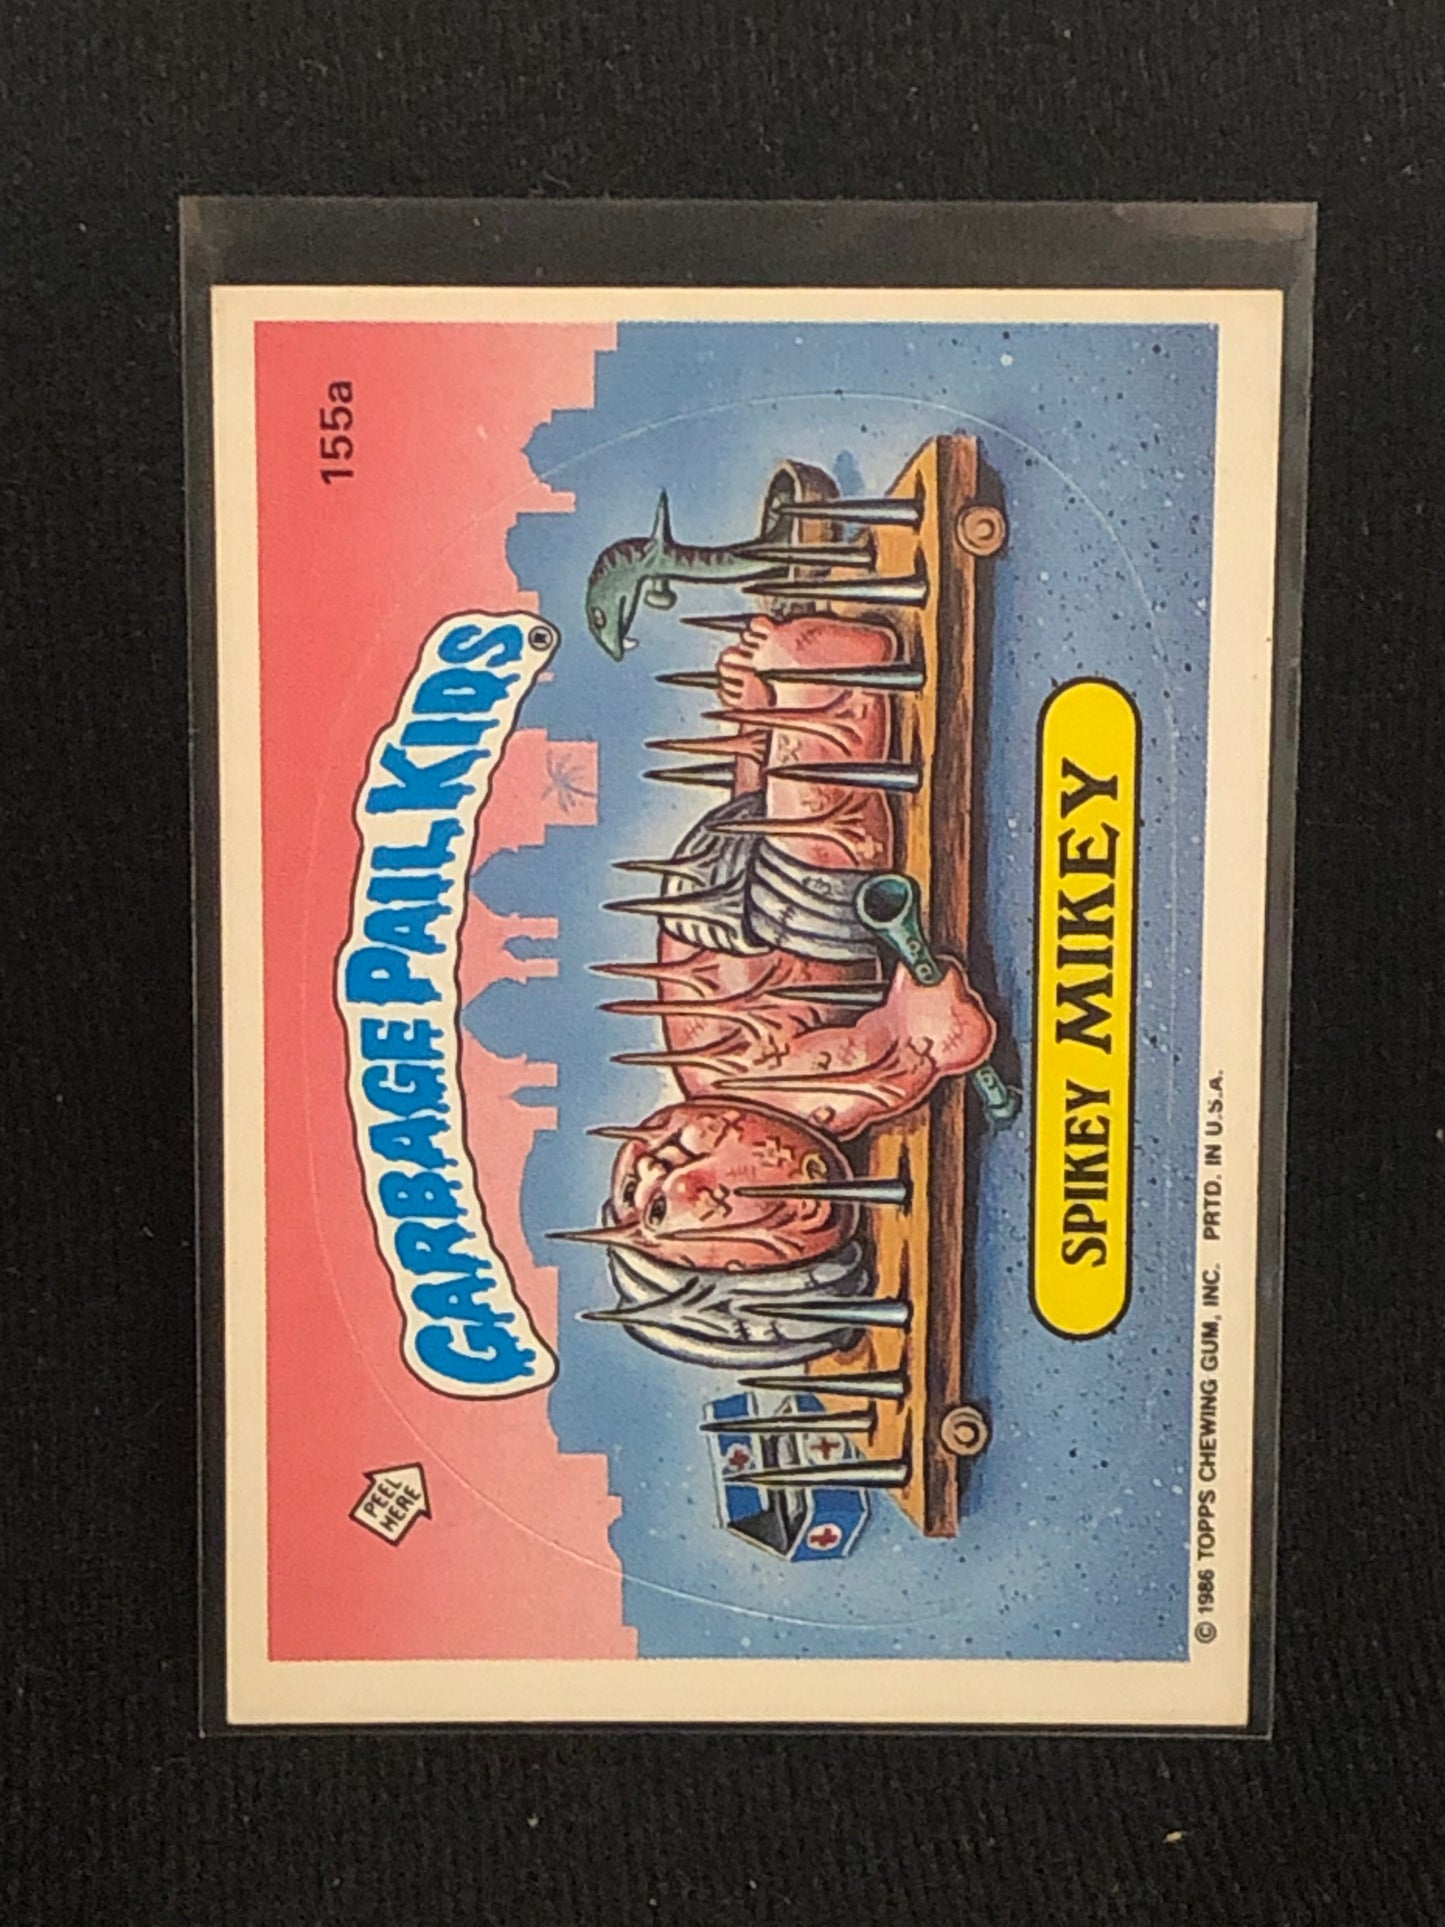 155a
GARBAGE PAIL KIDS
®
PEEL
HERE
SPIKEY MIKEY
© 1986 TOPPS CHEWING GUM, INC. PRTD. IN U.S.A.